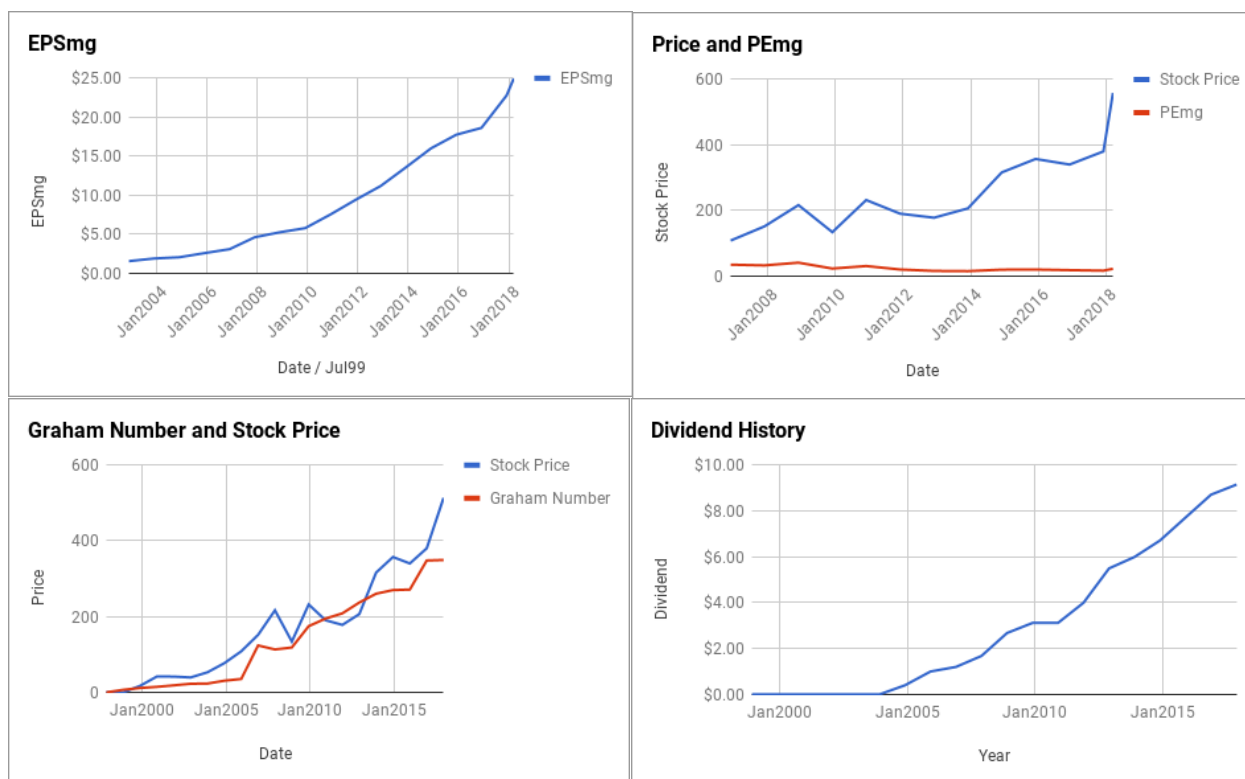 EPSmg
$25.00
$20.00
$15.00
$10.00
$5.00
$0.00
EPSmg
Jan2004
Jan2006
Jan2008
Jan2010
Jan2012
Jan2014
Jan2016
Jan2018
Date / Jul99
EPSmg
Price and PEmg
600
400
200
0
Stock Price
Jan2008
Jan2010
Jan2012
Jan2014
Jan2016
Jan2018
Date
Stock Price
PEmg
Graham Number and Stock Price
600
400
200
0
Price
Jan2000
Jan2005
Jan2010
Jan2015
Date
Stock Price
Graham Number
Dividend History
$10.00
$8.00
$6.00
$4.00
$2.00
$0.00
Dividend
Jan2000
Jan2005
Jan2010
Jan2015
Year